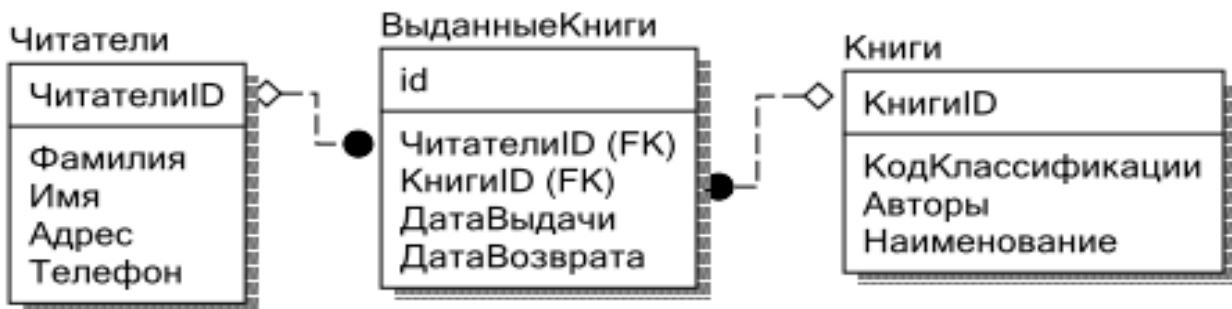 Читатели
ЧитателиID
Фамилия
Имя
Адрес
Телефон
ВыданныеКниги
id
ЧитателиID (FK)
КнигиID (FK)
ДатаВыдачи
ДатаВозврата
Книги
КнигиID
КодКлассификации
Авторы
Наименование